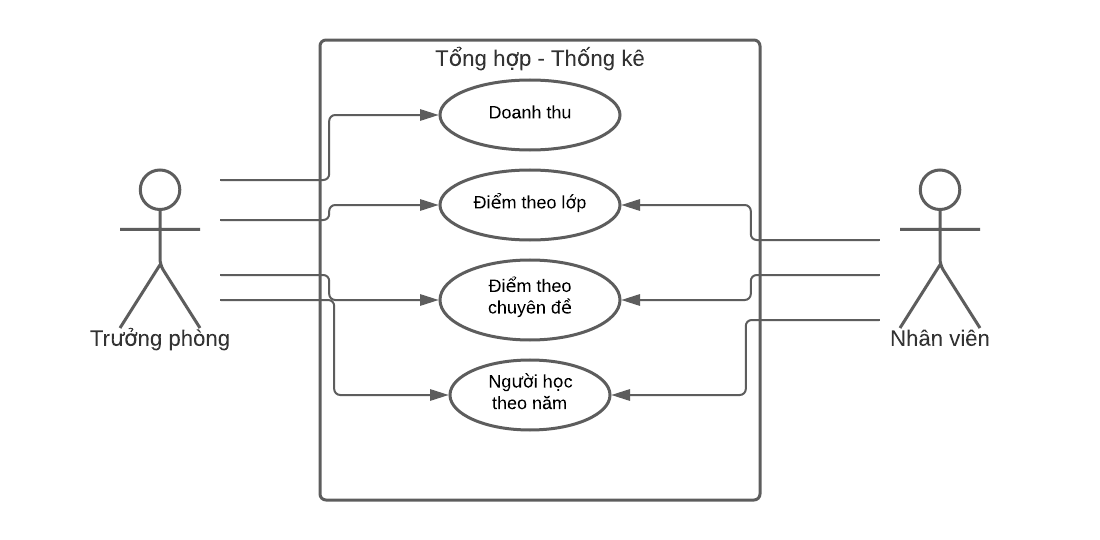 Tổng hợp - Thống kê
Doanh thu
Điểm theo lớp
Điểm theo
chuyên đề
Người học
theo năm
Trưởng phòng
Nhân viên